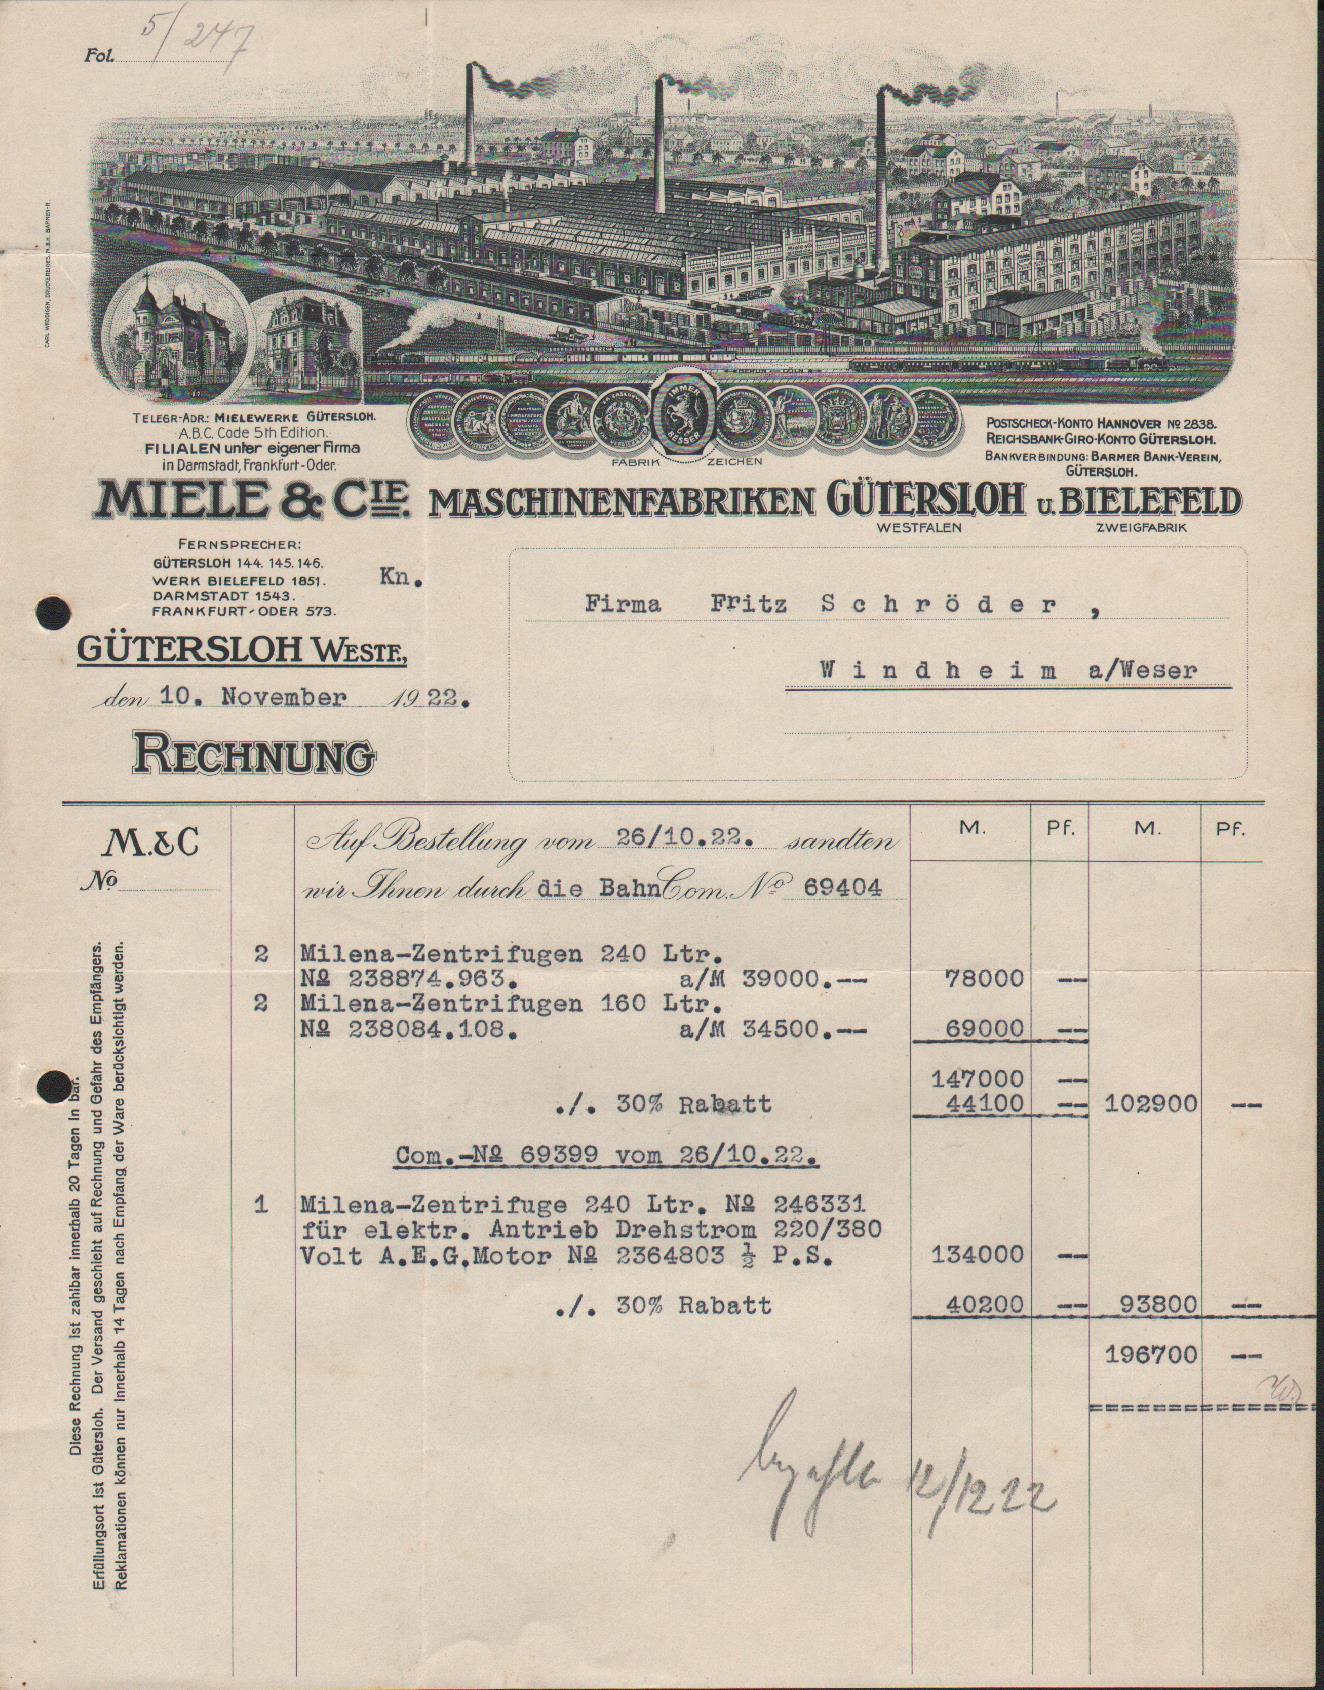 Fol. 5/247
TELEGR-ADR.: MIELEWERKE GÜTERSLOH.
A.B.C. Code 5th Edition.
FILIALEN unter eigener Firma
in Darmstadt, Frankfurt-Oder.
FABRIK ZEICHEN
POSTSCHECK-KONTO HANNOVER No 2838.
REICHSBANK-GIRO-KONTO GÜTERSLOH.
BANKVERBINDUNG: BARMER BANK-VEREIN,
GÜTERSLOH.
MIELE & CIE. MASCHINENFABRIKEN GÜTERSLOH u. BIELEFELD
WESTFALEN ZWEIGFABRIK
FERNSPRECHER:
GÜTERSLOH 144. 145. 146.
WERK BIELEFELD 1851.
DARMSTADT 1543.
FRANKFURT-ODER 573.
Kn.
Firma Fritz Schröder,
Windheim a/Weser
GÜTERSLOH WESTF.,
den 10. November 1922.
RECHNUNG
M. & C
No
Auf Bestellung vom 26/10.22. sandten
wir Ihnen durch die Bahn Com. No 69404
M. Pf. M. Pf.
2 Milena-Zentrifugen 240 Ltr.
No 238874.963. a/M 39000.-- 78000 --
2 Milena-Zentrifugen 160 Ltr.
No 238084.108. a/M 34500.-- 69000 --
147000 --
./. 30% Rabatt 44100 -- 102900 --
Com.-No 69399 vom 26/10.22.
1 Milena-Zentrifuge 240 Ltr. No 246331
für elektr. Antrieb Drehstrom 220/380
Volt A.E.G.Motor No 2364803 ½ P.S. 134000 --
./. 30% Rabatt 40200 -- 93800 --
196700 --
bezahlt 12/12 22
Diese Rechnung ist zahlbar innerhalb 20 Tagen in bar.
Erfüllungsort ist Gütersloh. Der Versand geschieht auf Rechnung und Gefahr des Empfängers.
Reklamationen können nur innerhalb 14 Tagen nach Empfang der Ware berücksichtigt werden.